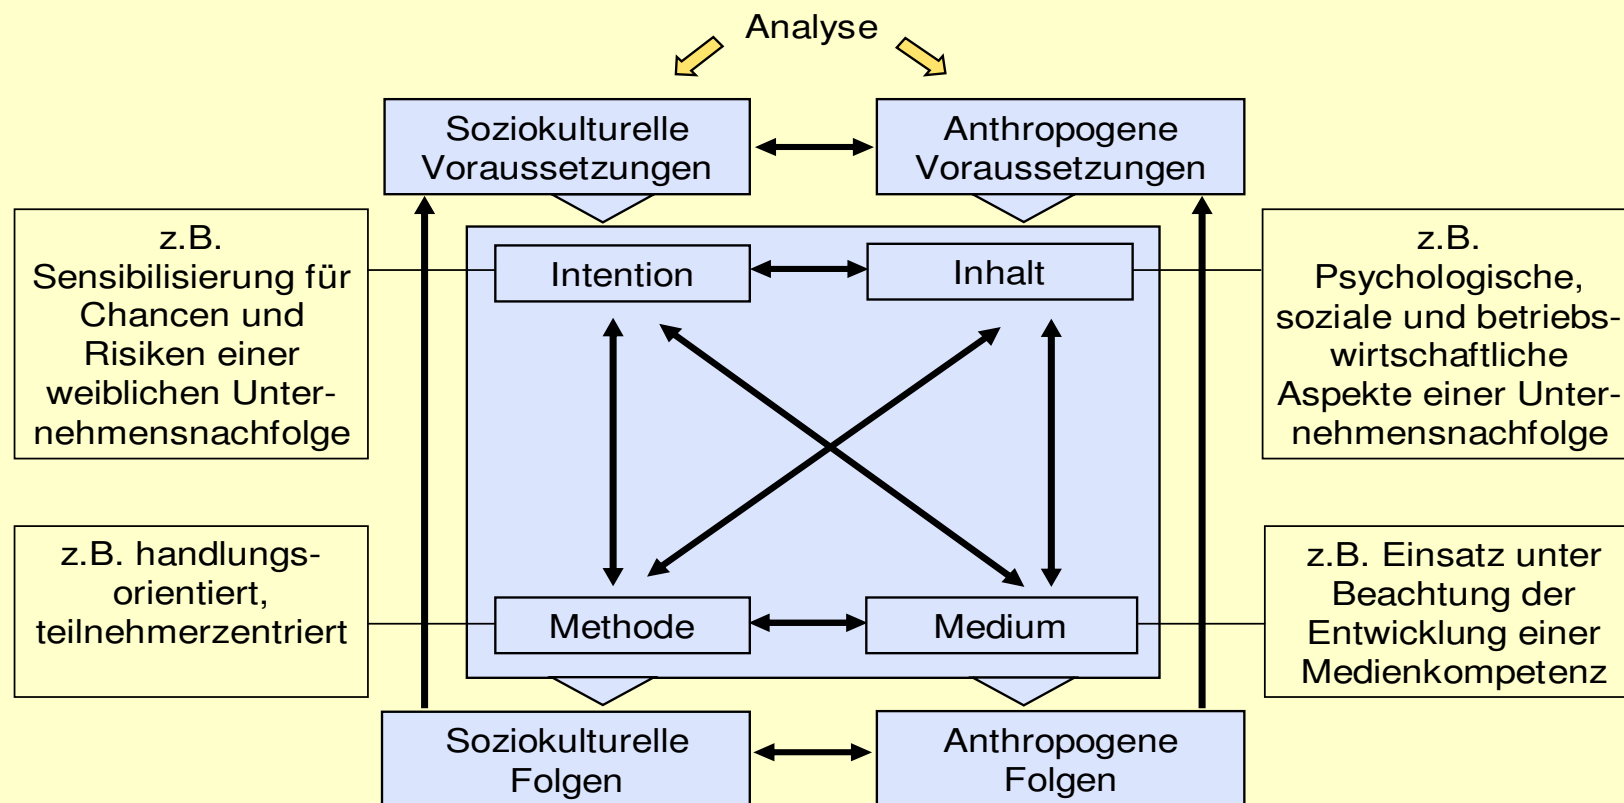 Analyse
Soziokulturelle
Voraussetzungen
Anthropogene
Voraussetzungen
z.B.
Sensibilisierung für
Chancen und
Risiken einer
weiblichen Unter-
nehmensnachfolge
Intention
Inhalt
z.B.
Psychologische,
soziale und betriebs-
wirtschaftliche
Aspekte einer Unter-
nehmensnachfolge
z.B. handlungs-
orientiert,
teilnehmerzentriert
Methode
Medium
z.B. Einsatz unter
Beachtung der
Entwicklung einer
Medienkompetenz
Soziokulturelle
Folgen
Anthropogene
Folgen